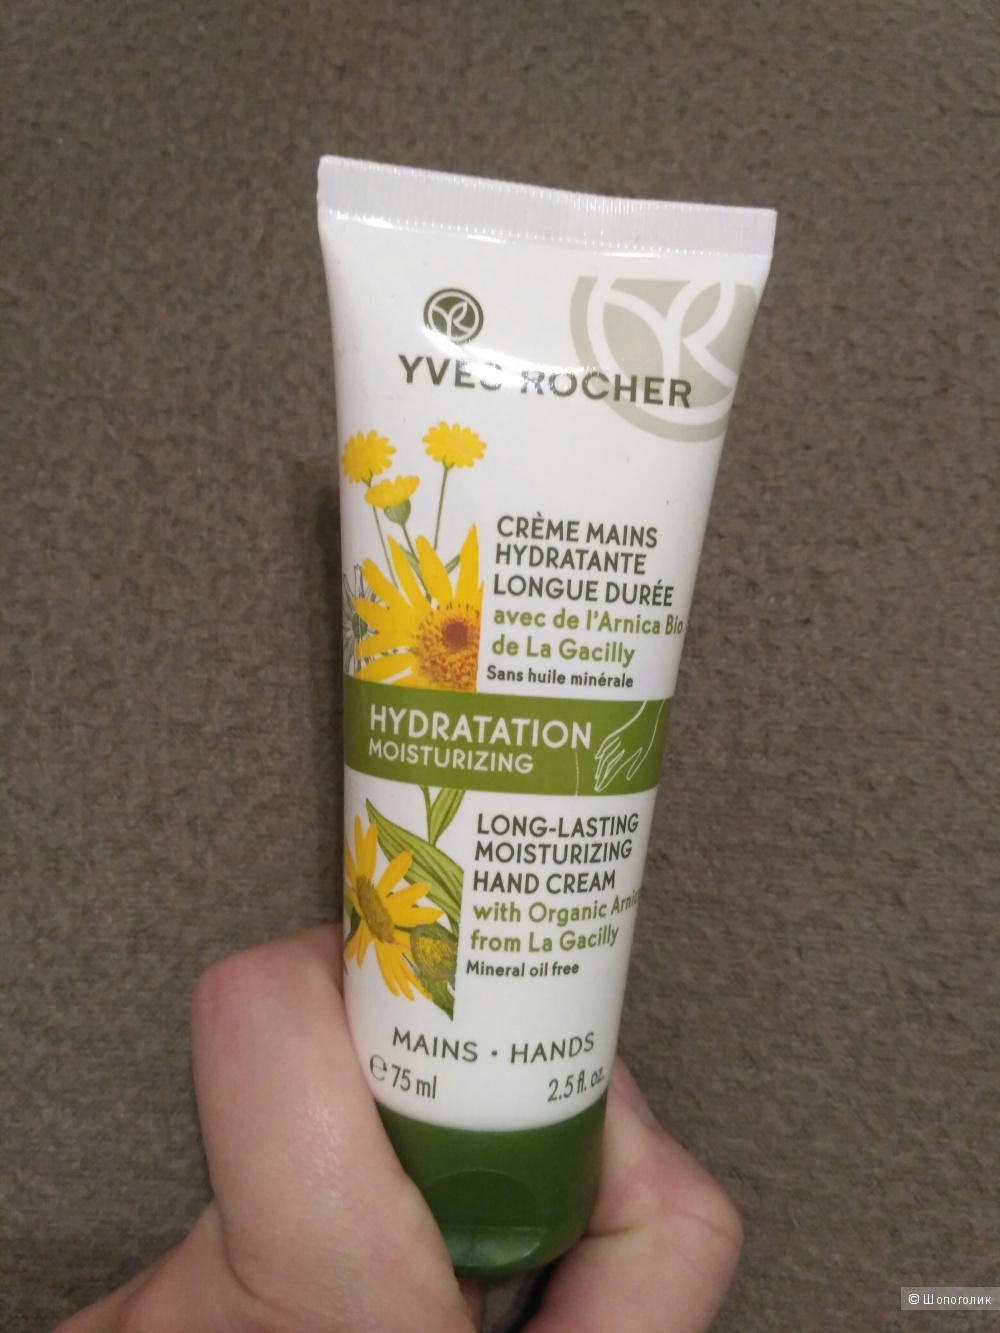 YVES ROCHER
CRÈME MAINS
HYDRATANTE
LONGUE DURÉE
avec de l'Arnica Bio
de La Gacilly
Sans huile minérale
HYDRATATION
MOISTURIZING
LONG-LASTING
MOISTURIZING
HAND CREAM
with Organic Arnica
from La Gacilly
Mineral oil free
MAINS • HANDS
℮ 75 ml 2.5 fl. oz.
© Шопоголик